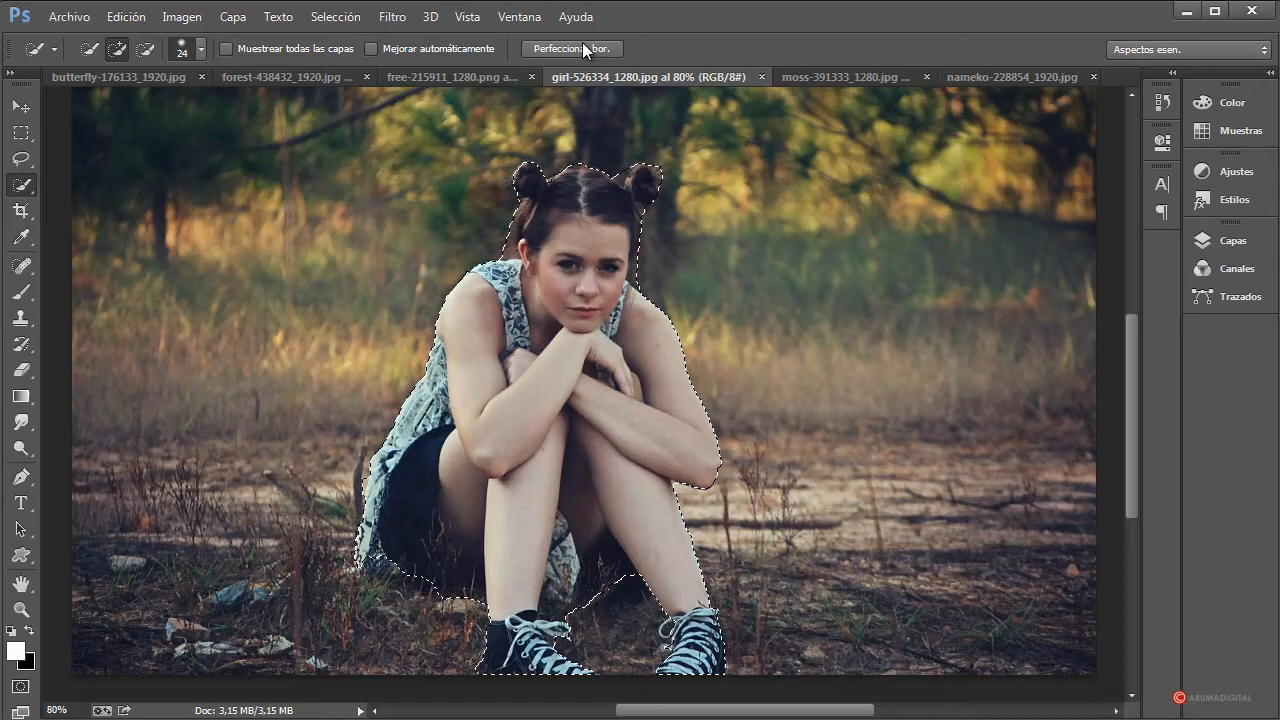 Ps Archivo Edición Imagen Capa Texto Selección Filtro 3D Vista Ventana Ayuda
24 Muestrear todas las capas Mejorar automáticamente Perfecciona bor. Aspectos esen.
butterfly-176133_1920.jpg × forest-438432_1920.jpg ... × free-215911_1280.png a... × girl-526334_1280.jpg al 80% (RGB/8#) × moss-391333_1280.jpg ... × nameko-228854_1920.jpg ×
Color
Muestras
Ajustes
Estilos
Capas
Canales
Trazados
80% Doc: 3,15 MB/3,15 MB
© ARUMADIGITAL